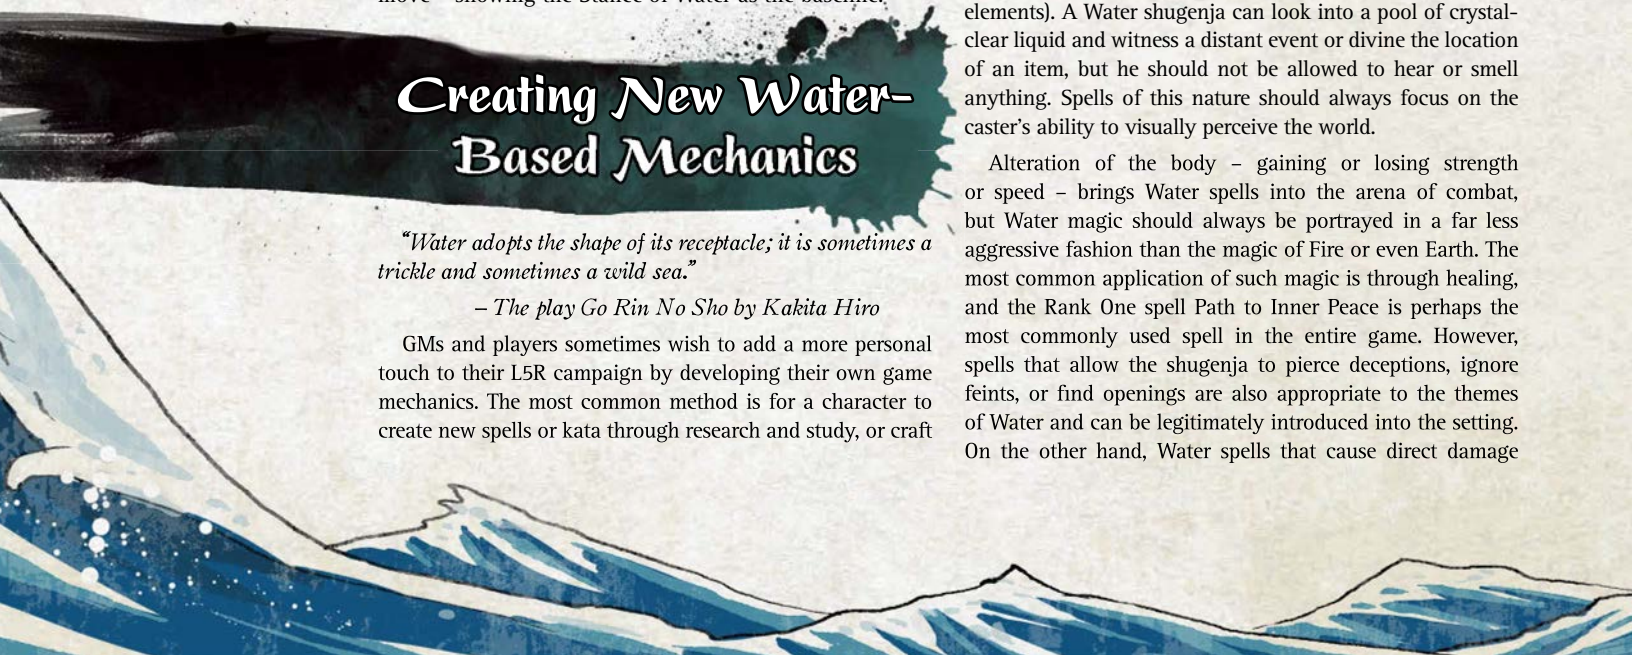 move – showing the Stance of Water as the baseline.
Creating New Water-
Based Mechanics
“Water adopts the shape of its receptacle; it is sometimes a
trickle and sometimes a wild sea.”
– The play Go Rin No Sho by Kakita Hiro
GMs and players sometimes wish to add a more personal
touch to their L5R campaign by developing their own game
mechanics. The most common method is for a character to
create new spells or kata through research and study, or craft
elements). A Water shugenja can look into a pool of crystal-
clear liquid and witness a distant event or divine the location
of an item, but he should not be allowed to hear or smell
anything. Spells of this nature should always focus on the
caster’s ability to visually perceive the world.
Alteration of the body – gaining or losing strength
or speed – brings Water spells into the arena of combat,
but Water magic should always be portrayed in a far less
aggressive fashion than the magic of Fire or even Earth. The
most common application of such magic is through healing,
and the Rank One spell Path to Inner Peace is perhaps the
most commonly used spell in the entire game. However,
spells that allow the shugenja to pierce deceptions, ignore
feints, or find openings are also appropriate to the themes
of Water and can be legitimately introduced into the setting.
On the other hand, Water spells that cause direct damage